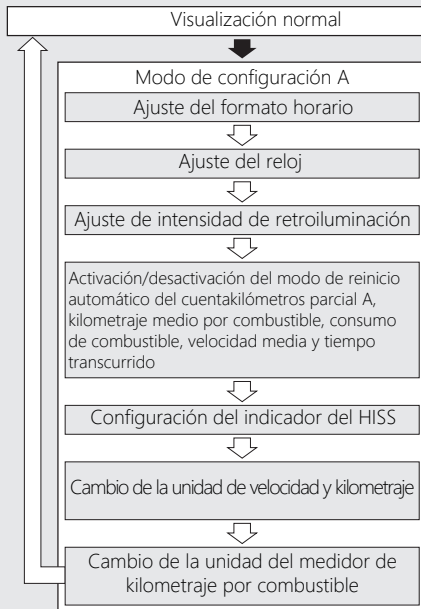 Visualización normal
Modo de configuración A
Ajuste del formato horario
Ajuste del reloj
Ajuste de intensidad de retroiluminación
Activación/desactivación del modo de reinicio
automático del cuentakilómetros parcial A,
kilometraje medio por combustible, consumo
de combustible, velocidad media y tiempo
transcurrido
Configuración del indicador del HISS
Cambio de la unidad de velocidad y kilometraje
Cambio de la unidad del medidor de
kilometraje por combustible